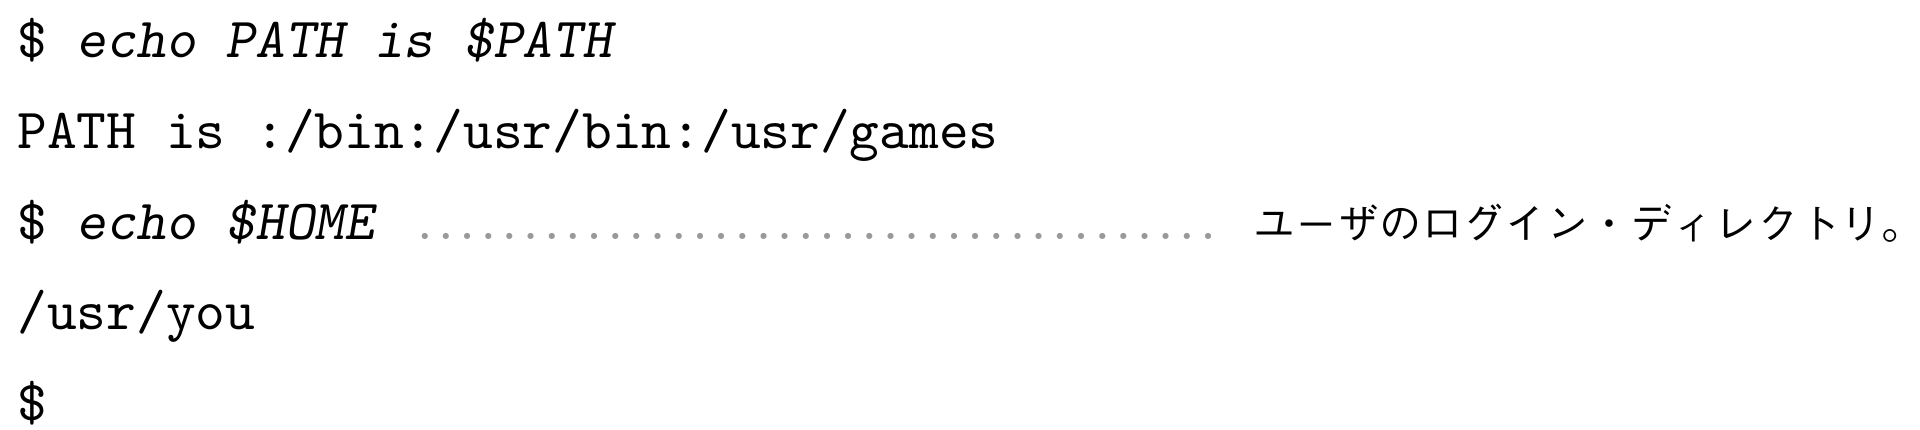 $ echo PATH is $PATH
PATH is :/bin:/usr/bin:/usr/games
$ echo $HOME ...................................... ユーザのログイン・ディレクトリ。
/usr/you
$